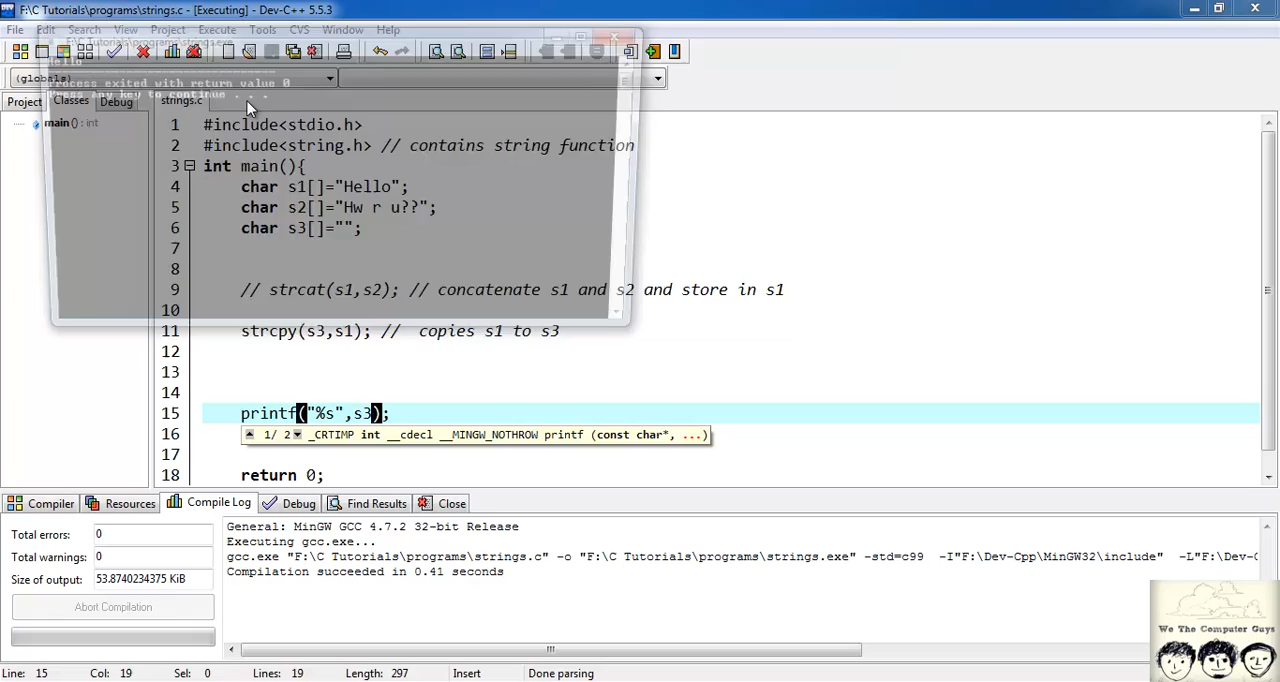 F:\C Tutorials\programs\strings.c - [Executing] - Dev-C++ 5.5.3
File Edit Search View Project Execute Tools CVS Window Help
F:\C Tutorials\programs\strings.exe
Hello
(globals)
Process exited with return value 0
Press any key to continue . . .
Project Classes Debug strings.c
main () : int
1 #include<stdio.h>
2 #include<string.h> // contains string function
3 int main(){
4 char s1[]="Hello";
5 char s2[]="Hw r u??";
6 char s3[]="";
7
8
9 // strcat(s1,s2); // concatenate s1 and s2 and store in s1
10
11 strcpy(s3,s1); // copies s1 to s3
12
13
14
15 printf("%s",s3);
16 1/ 2 _CRTIMP int __cdecl __MINGW_NOTHROW printf (const char*, ...)
17
18 return 0;
Compiler Resources Compile Log Debug Find Results Close
Total errors: 0
Total warnings: 0
Size of output: 53.8740234375 KiB
Abort Compilation
General: MinGW GCC 4.7.2 32-bit Release
Executing gcc.exe...
gcc.exe "F:\C Tutorials\programs\strings.c" -o "F:\C Tutorials\programs\strings.exe" -std=c99 -I"F:\Dev-Cpp\MinGW32\include" -L"F:\Dev-C
Compilation succeeded in 0.41 seconds
We The Computer Guys
Line: 15 Col: 19 Sel: 0 Lines: 19 Length: 297 Insert Done parsing